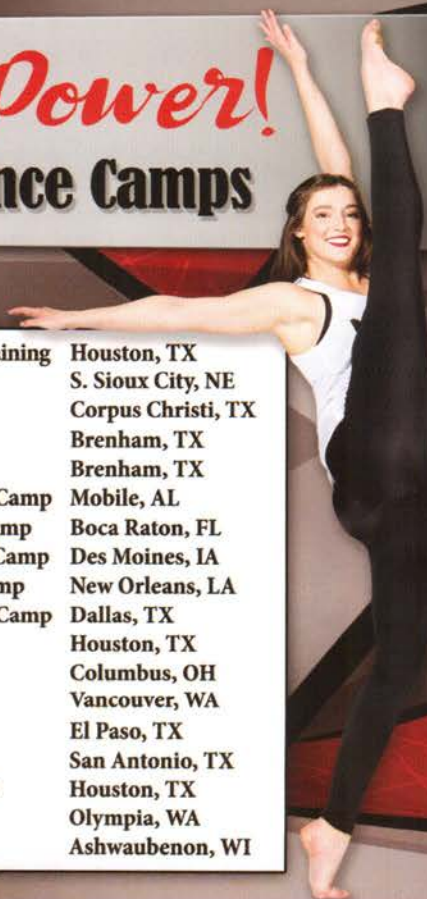 Power!
nce Camps
ining Houston, TX
S. Sioux City, NE
Corpus Christi, TX
Brenham, TX
Brenham, TX
Camp Mobile, AL
mp Boca Raton, FL
Camp Des Moines, IA
mp New Orleans, LA
Camp Dallas, TX
Houston, TX
Columbus, OH
Vancouver, WA
El Paso, TX
San Antonio, TX
Houston, TX
Olympia, WA
Ashwaubenon, WI